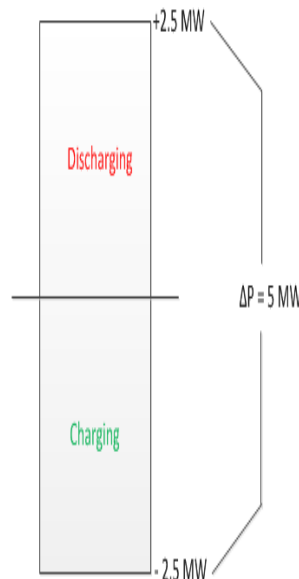 +2.5 MW
Discharging
ΔP = 5 MW
Charging
- 2.5 MW